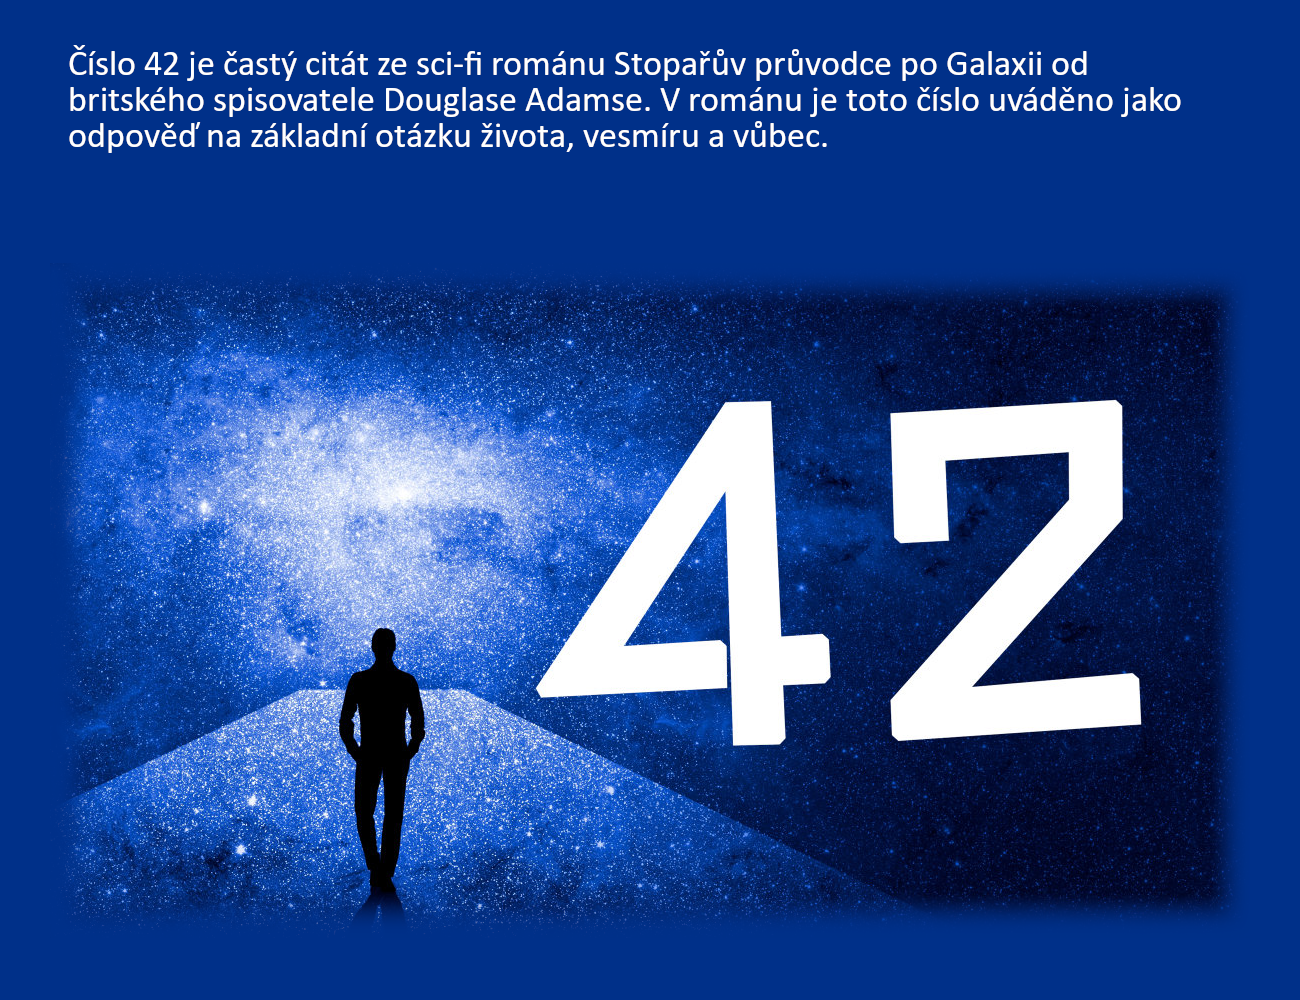 Číslo 42 je častý citát ze sci-fi románu Stopařův průvodce po Galaxii od
britského spisovatele Douglase Adamse. V románu je toto číslo uváděno jako
odpověď na základní otázku života, vesmíru a vůbec.
42